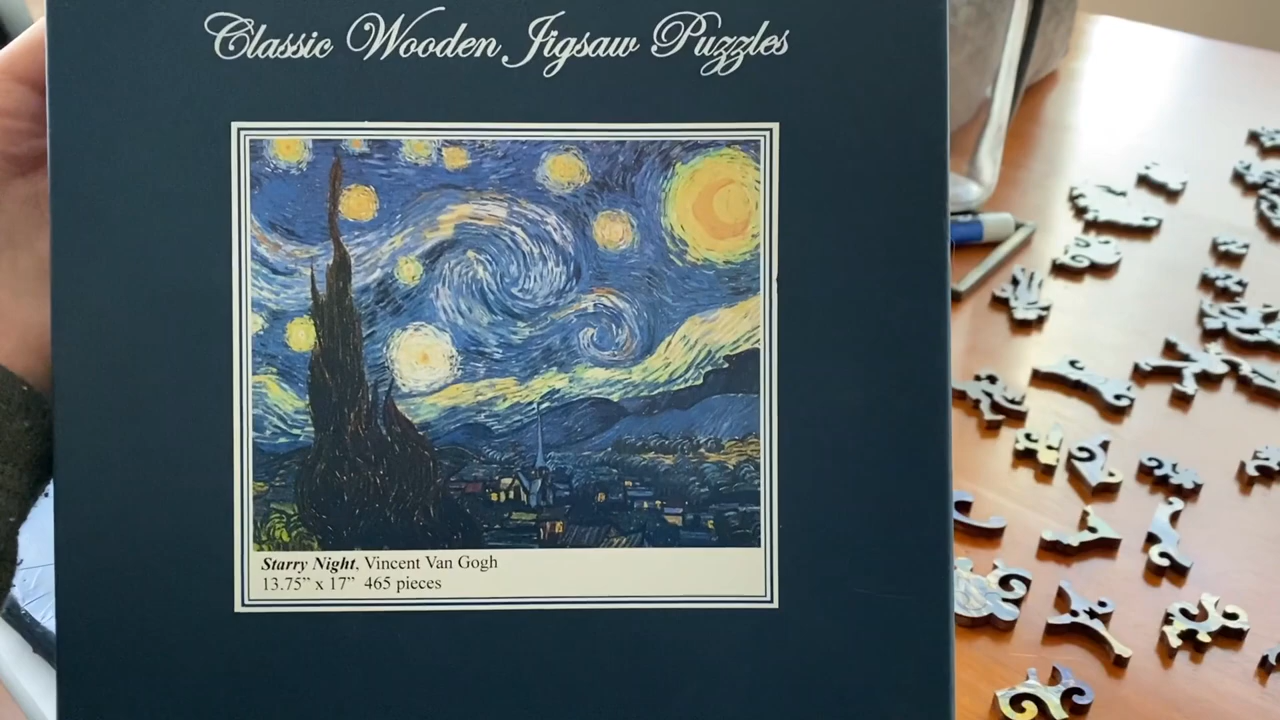 Classic Wooden Jigsaw Puzzles
Starry Night, Vincent Van Gogh
13.75” x 17” 465 pieces